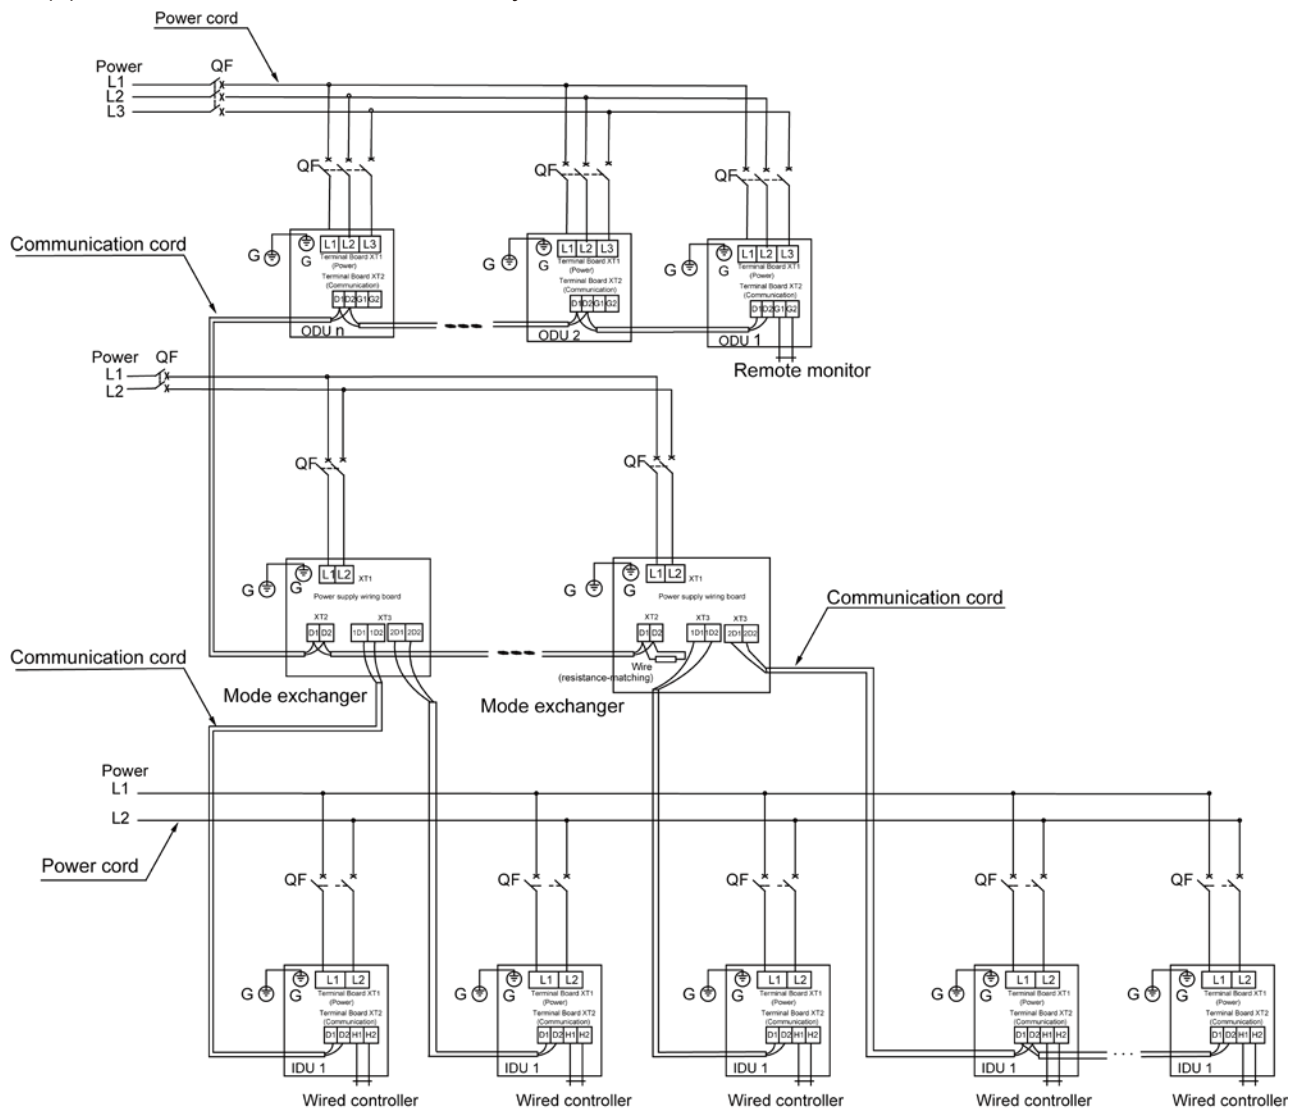 Power cord
Power QF
L1
L2
L3
QF QF QF
Communication cord
G G L1 L2 L3
Terminal Board XT1
(Power)
Terminal Board XT2
(Communication)
D1 D2 G1 G2
ODU n
G G L1 L2 L3
Terminal Board XT1
(Power)
Terminal Board XT2
(Communication)
D1 D2 G1 G2
ODU 2
G G L1 L2 L3
Terminal Board XT1
(Power)
Terminal Board XT2
(Communication)
D1 D2 G1 G2
ODU 1
Remote monitor
Power QF
L1
L2
QF QF
G G L1 L2 XT1
Power supply wiring board
XT2 XT3
D1 D2 1D1 1D2 2D1 2D2
Mode exchanger
G G L1 L2 XT1
Power supply wiring board
XT2 XT3 XT3
D1 D2 1D1 1D2 2D1 2D2
Wire
(resistance-matching)
Mode exchanger
Communication cord
Communication cord
Power
L1
L2
Power cord
QF QF QF QF QF
G G L1 L2
Terminal Board XT1
(Power)
Terminal Board XT2
(Communication)
D1 D2 H1 H2
IDU 1
Wired controller
G G L1 L2
Terminal Board XT1
(Power)
Terminal Board XT2
(Communication)
D1 D2 H1 H2
IDU 1
Wired controller
G G L1 L2
Terminal Board XT1
(Power)
Terminal Board XT2
(Communication)
D1 D2 H1 H2
IDU 1
Wired controller
G G L1 L2
Terminal Board XT1
(Power)
Terminal Board XT2
(Communication)
D1 D2 H1 H2
IDU 1
Wired controller
G G L1 L2
Terminal Board XT1
(Power)
Terminal Board XT2
(Communication)
D1 D2 H1 H2
IDU 1
Wired controller